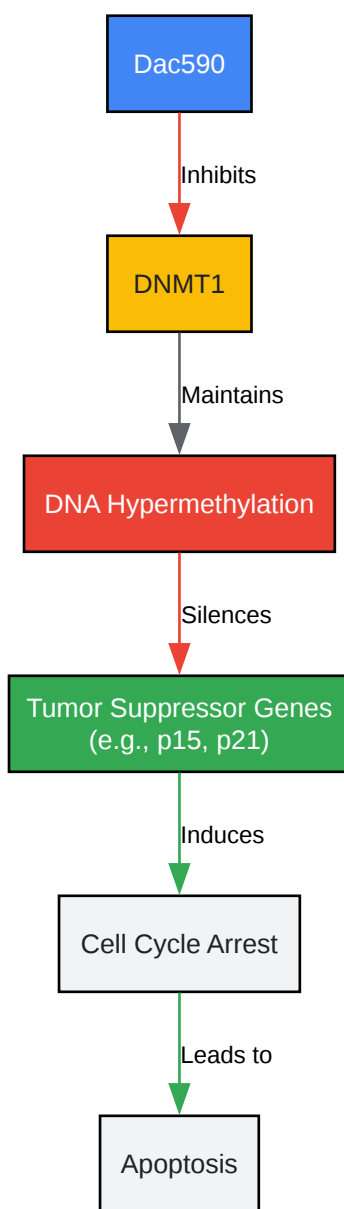 Dac590
Inhibits
DNMT1
Maintains
DNA Hypermethylation
Silences
Tumor Suppressor Genes
(e.g., p15, p21)
Induces
Cell Cycle Arrest
Leads to
Apoptosis